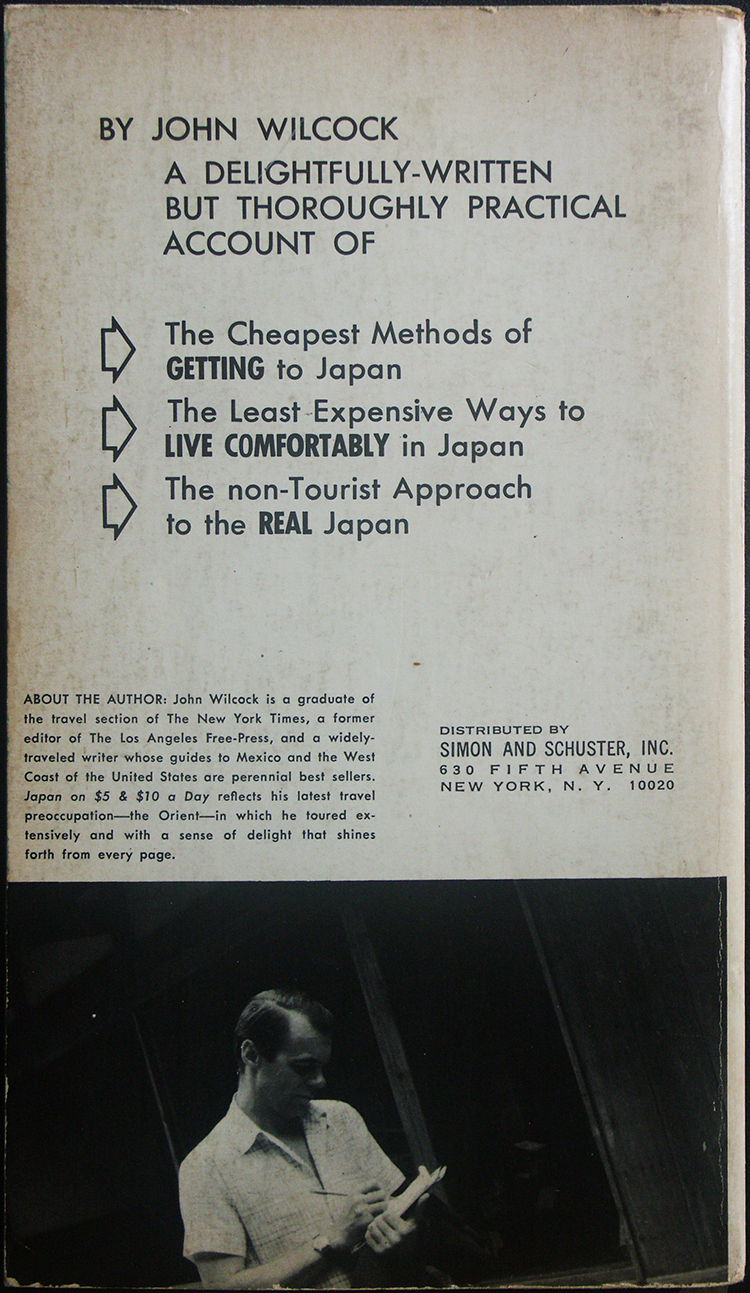 BY JOHN WILCOCK
A DELIGHTFULLY-WRITTEN
BUT THOROUGHLY PRACTICAL
ACCOUNT OF
The Cheapest Methods of
GETTING to Japan
The Least Expensive Ways to
LIVE COMFORTABLY in Japan
The non-Tourist Approach
to the REAL Japan
ABOUT THE AUTHOR: John Wilcock is a graduate of
the travel section of The New York Times, a former
editor of The Los Angeles Free-Press, and a widely-
traveled writer whose guides to Mexico and the West
Coast of the United States are perennial best sellers.
Japan on $5 & $10 a Day reflects his latest travel
preoccupation—the Orient—in which he toured ex-
tensively and with a sense of delight that shines
forth from every page.
DISTRIBUTED BY
SIMON AND SCHUSTER, INC.
630 FIFTH AVENUE
NEW YORK, N. Y. 10020